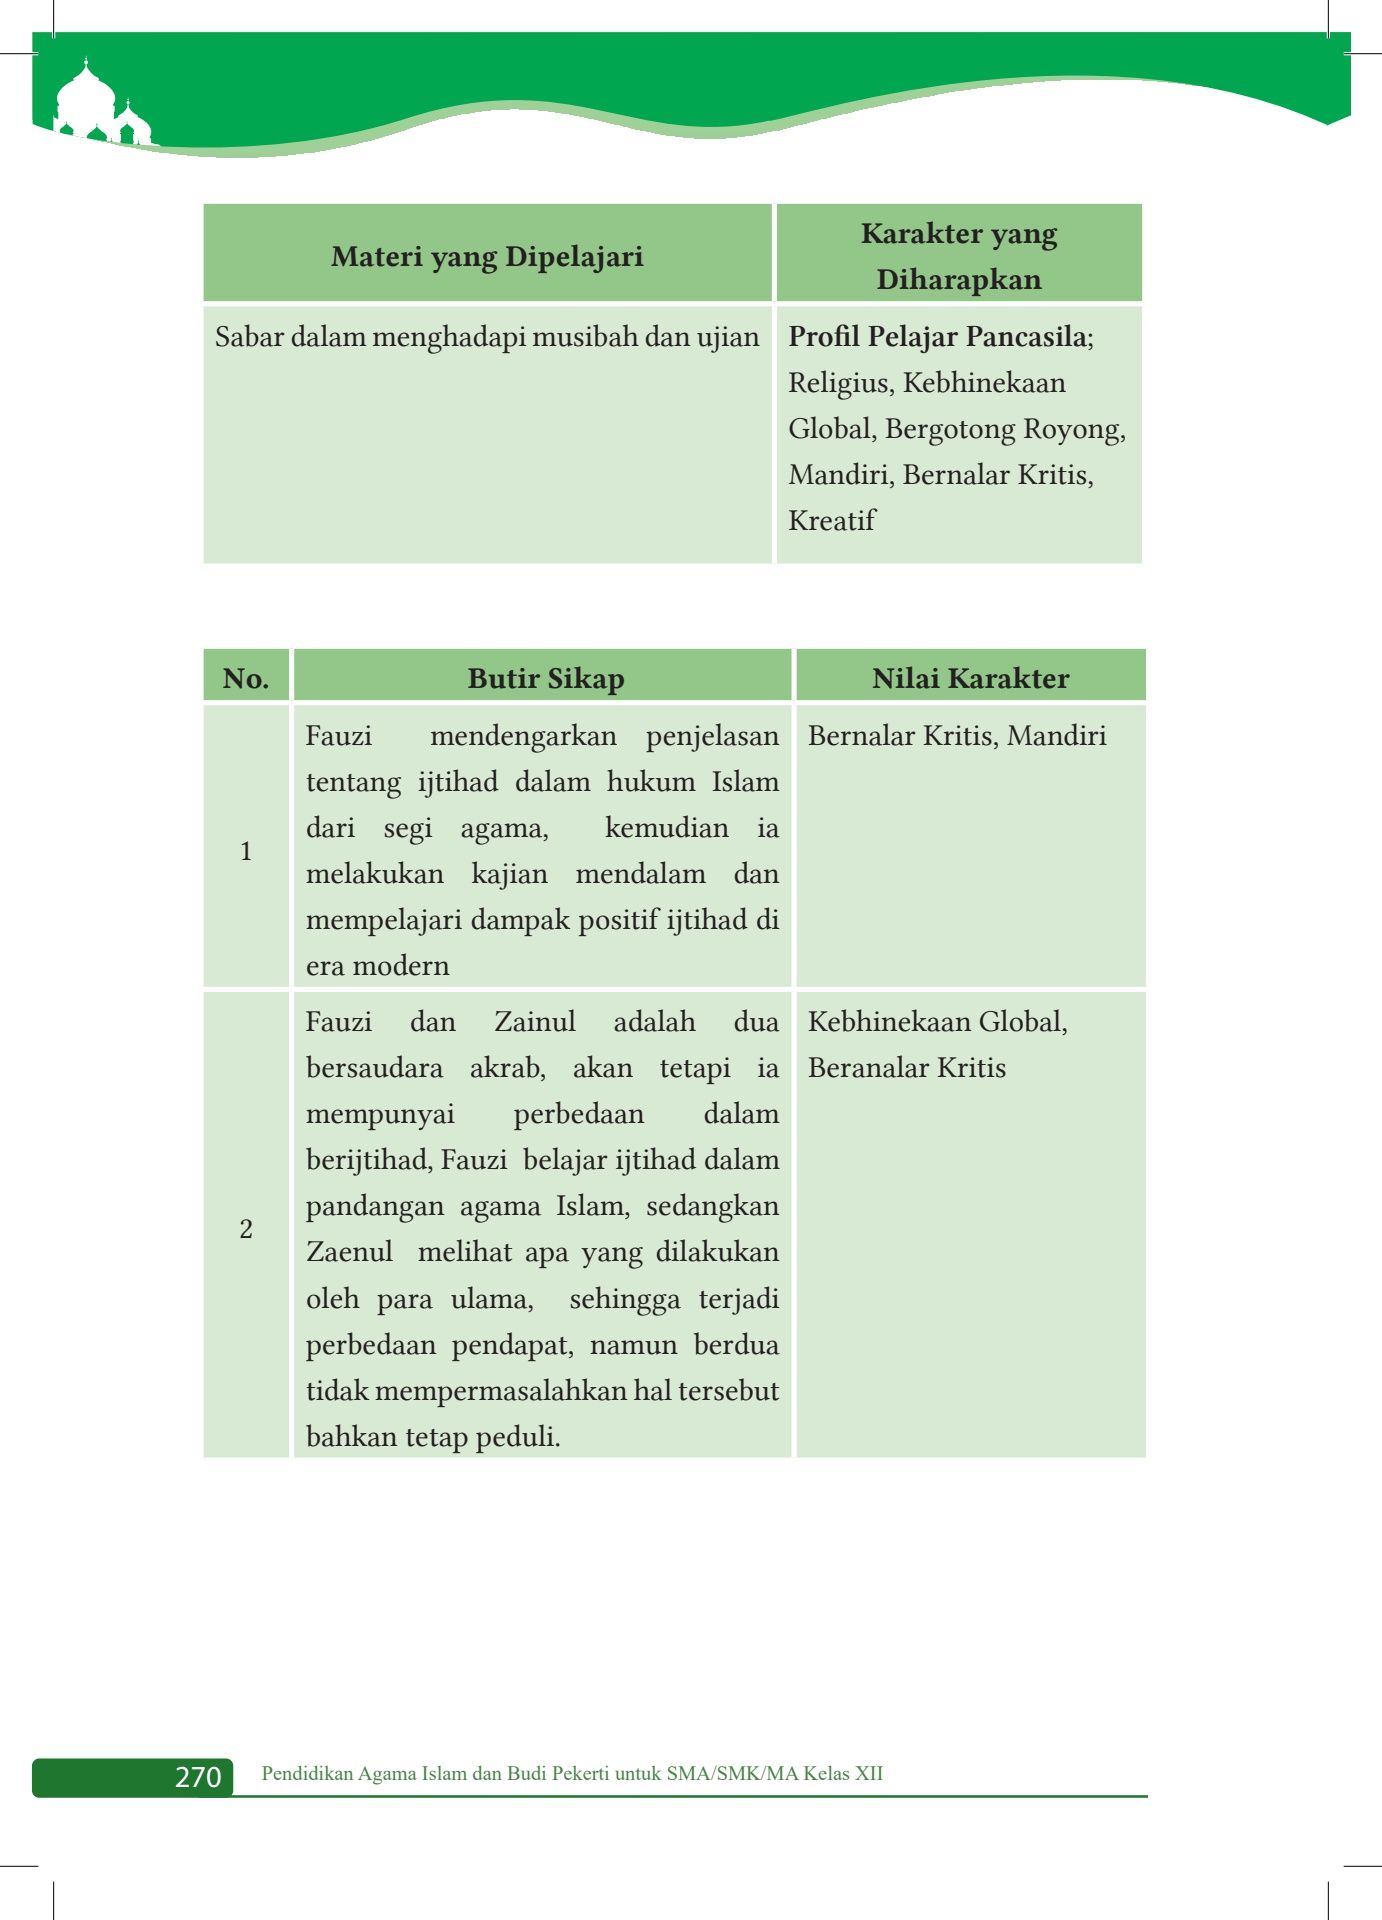 Materi yang Dipelajari
Karakter yang
Diharapkan
Sabar dalam menghadapi musibah dan ujian
Profil Pelajar Pancasila;
Religius, Kebhinekaan
Global, Bergotong Royong,
Mandiri, Bernalar Kritis,
Kreatif
No.
Butir Sikap
Nilai Karakter
1
Fauzi mendengarkan penjelasan
tentang ijtihad dalam hukum Islam
dari segi agama, kemudian ia
melakukan kajian mendalam dan
mempelajari dampak positif ijtihad di
era modern
Bernalar Kritis, Mandiri
2
Fauzi dan Zainul adalah dua
bersaudara akrab, akan tetapi ia
mempunyai perbedaan dalam
berijtihad, Fauzi belajar ijtihad dalam
pandangan agama Islam, sedangkan
Zaenul melihat apa yang dilakukan
oleh para ulama, sehingga terjadi
perbedaan pendapat, namun berdua
tidak mempermasalahkan hal tersebut
bahkan tetap peduli.
Kebhinekaan Global,
Beranalar Kritis
270
Pendidikan Agama Islam dan Budi Pekerti untuk SMA/SMK/MA Kelas XII